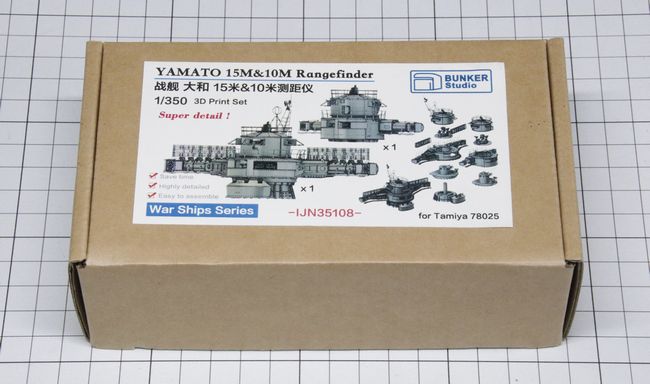 YAMATO 15M&10M Rangefinder
战舰 大和 15米&10米测距仪
1/350 3D Print Set
Super detail !
BUNKER
Studio
x 1
x 1
Save time
Highly detailed
Easy to assemble
War Ships Series
-IJN35108-
for Tamiya 78025